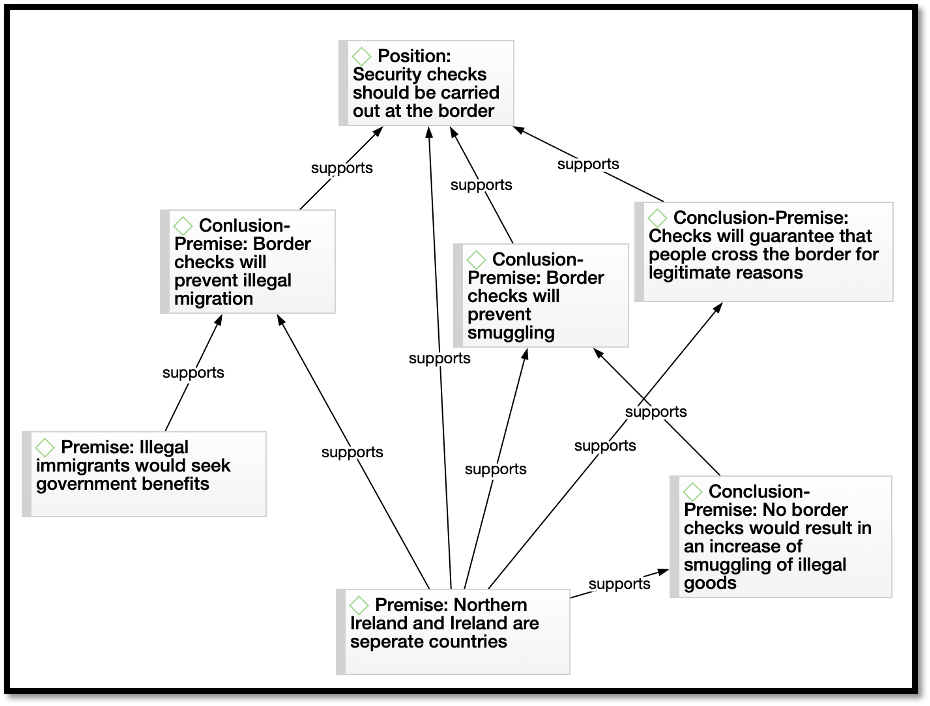 Position:
Security checks
should be carried
out at the border
supports
supports
supports
Conlusion-
Premise: Border
checks will
prevent illegal
migration
Conlusion-
Premise: Border
checks will
prevent
smuggling
Conclusion-Premise:
Checks will guarantee that
people cross the border for
legitimate reasons
supports
supports
supports
supports
supports
supports
Premise: Illegal
immigrants would seek
government benefits
Conclusion-
Premise: No border
checks would result in
an increase of
smuggling of illegal
goods
supports
Premise: Northern
Ireland and Ireland are
seperate countries